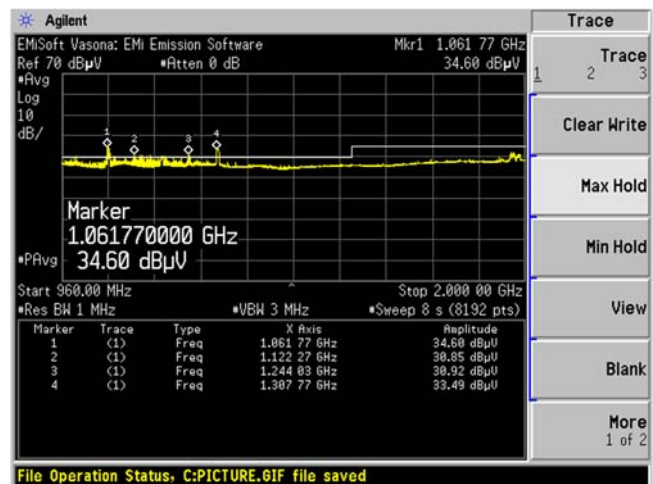 Agilent
Trace
EMiSoft Vasona: EMi Emission Software
Mkr1 1.061 77 GHz
Ref 70 dBµV #Atten 0 dB 34.60 dBµV
#Avg
Log
10
dB/
1 2 3 4
Marker
1.061770000 GHz
#PAvg 34.60 dBµV
Start 960.00 MHz Stop 2.000 00 GHz
#Res BW 1 MHz #VBW 3 MHz #Sweep 8 s (8192 pts)
Marker Trace Type X Axis Amplitude
1 (1) Freq 1.061 77 GHz 34.60 dBµV
2 (1) Freq 1.122 27 GHz 30.85 dBµV
3 (1) Freq 1.244 03 GHz 30.92 dBµV
4 (1) Freq 1.307 77 GHz 33.49 dBµV
File Operation Status, C:PICTURE.GIF file saved
Trace
1 2 3
Clear Write
Max Hold
Min Hold
View
Blank
More
1 of 2